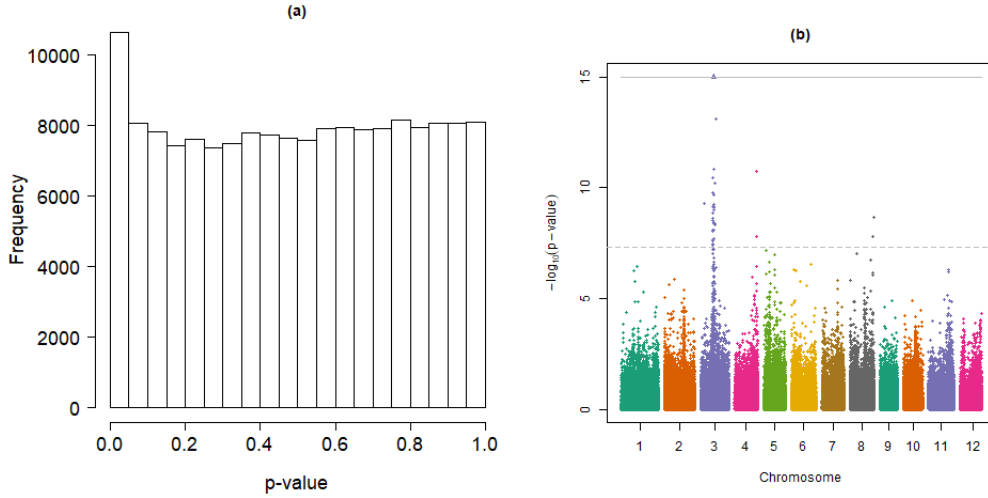 (a)
Frequency
10000
8000
6000
4000
2000
0
0.0 0.2 0.4 0.6 0.8 1.0
p-value
(b)
−log10(p−value)
15
10
5
0
1 2 3 4 5 6 7 8 9 10 11 12
Chromosome